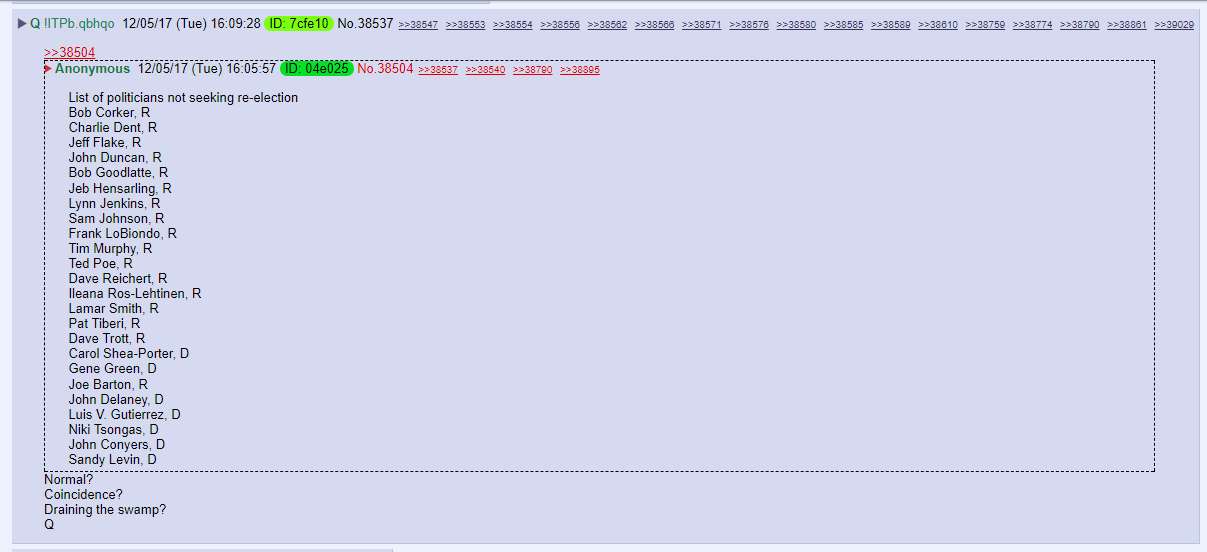 ▶ Q !ITPb.qbhqo 12/05/17 (Tue) 16:09:28 ID: 7cfe10 No.38537 >>38547 >>38553 >>38554 >>38556 >>38562 >>38566 >>38571 >>38576 >>38580 >>38585 >>38589 >>38610 >>38759 >>38774 >>38790 >>38861 >>39029
>>38504
▶ Anonymous 12/05/17 (Tue) 16:05:57 ID: 04e025 No.38504 >>38537 >>38540 >>38790 >>38895
List of politicians not seeking re-election
Bob Corker, R
Charlie Dent, R
Jeff Flake, R
John Duncan, R
Bob Goodlatte, R
Jeb Hensarling, R
Lynn Jenkins, R
Sam Johnson, R
Frank LoBiondo, R
Tim Murphy, R
Ted Poe, R
Dave Reichert, R
Ileana Ros-Lehtinen, R
Lamar Smith, R
Pat Tiberi, R
Dave Trott, R
Carol Shea-Porter, D
Gene Green, D
Joe Barton, R
John Delaney, D
Luis V. Gutierrez, D
Niki Tsongas, D
John Conyers, D
Sandy Levin, D
Normal?
Coincidence?
Draining the swamp?
Q